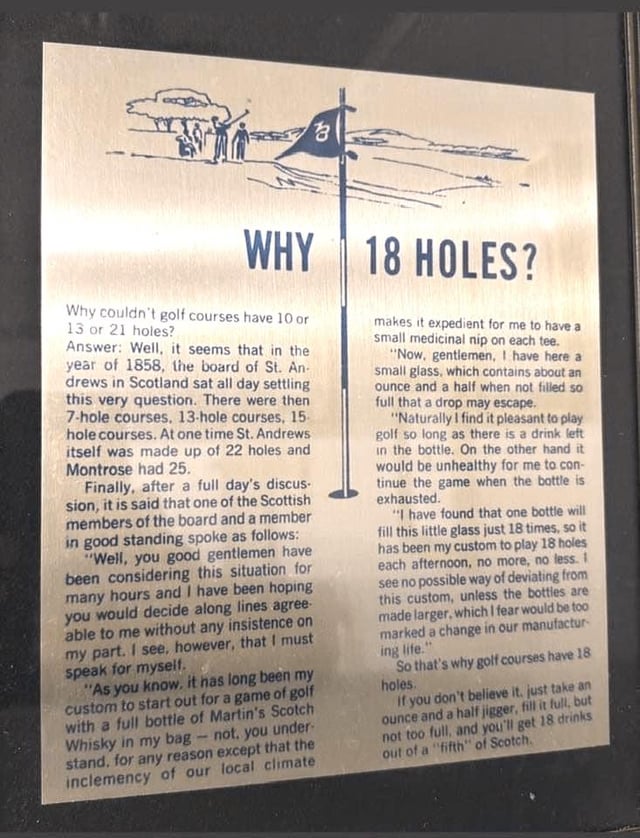 18
WHY 18 HOLES?
Why couldn't golf courses have 10 or
13 or 21 holes?
Answer: Well, it seems that in the
year of 1858, the board of St. An-
drews in Scotland sat all day settling
this very question. There were then
7-hole courses, 13-hole courses, 15-
hole courses. At one time St. Andrews
itself was made up of 22 holes and
Montrose had 25.
Finally, after a full day's discus-
sion, it is said that one of the Scottish
members of the board and a member
in good standing spoke as follows:
"Well, you good gentlemen have
been considering this situation for
many hours and I have been hoping
you would decide along lines agree-
able to me without any insistence on
my part. I see, however, that I must
speak for myself.
"As you know, it has long been my
custom to start out for a game of golf
with a full bottle of Martin's Scotch
Whisky in my bag — not, you under-
stand, for any reason except that the
inclemency of our local climate
makes it expedient for me to have a
small medicinal nip on each tee.
"Now, gentlemen, I have here a
small glass, which contains about an
ounce and a half when not filled so
full that a drop may escape.
"Naturally I find it pleasant to play
golf so long as there is a drink left
in the bottle. On the other hand it
would be unhealthy for me to con-
tinue the game when the bottle is
exhausted.
"I have found that one bottle will
fill this little glass just 18 times, so it
has been my custom to play 18 holes
each afternoon, no more, no less. I
see no possible way of deviating from
this custom, unless the bottles are
made larger, which I fear would be too
marked a change in our manufactur-
ing life."
So that's why golf courses have 18
holes.
If you don't believe it, just take an
ounce and a half jigger, fill it full, but
not too full, and you'll get 18 drinks
out of a "fifth" of Scotch.